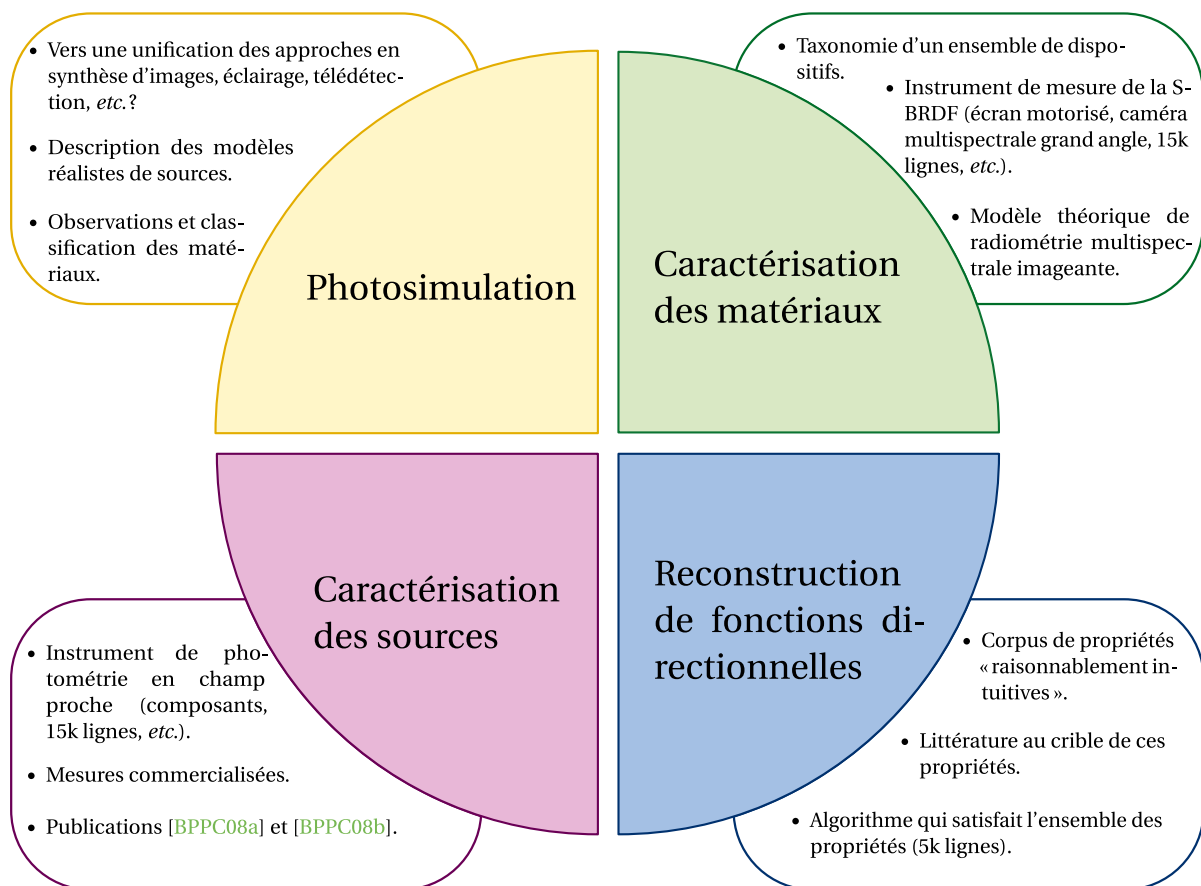 • Vers une unification des approches en
synthèse d'images, éclairage, télédétec-
tion, etc. ?
• Description des modèles
réalistes de sources.
• Observations et clas-
sification des maté-
riaux.
Photosimulation
• Taxonomie d'un ensemble de dispo-
sitifs.
• Instrument de mesure de la S-
BRDF (écran motorisé, caméra
multispectrale grand angle, 15k
lignes, etc.).
• Modèle théorique de
radiométrie multispec-
trale imageante.
Caractérisation
des matériaux
Caractérisation
des sources
• Instrument de pho-
tométrie en champ
proche (composants,
15k lignes, etc.).
• Mesures commercialisées.
• Publications [BPPC08a] et [BPPC08b].
Reconstruction
de fonctions di-
rectionnelles
• Corpus de propriétés
« raisonnablement in-
tuitives ».
• Littérature au crible de ces
propriétés.
• Algorithme qui satisfait l'ensemble des
propriétés (5k lignes).